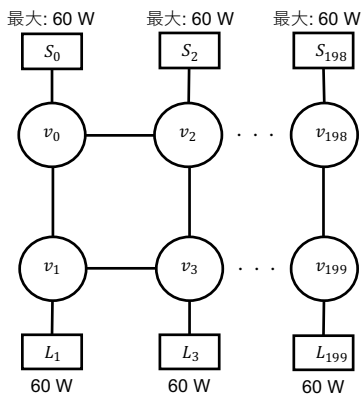 最大: 60 W 最大: 60 W 最大: 60 W
S₀ S₂ S₁₉₈
v₀ v₂ · · · v₁₉₈
v₁ v₃ · · · v₁₉₉
L₁ L₃ L₁₉₉
60 W 60 W 60 W